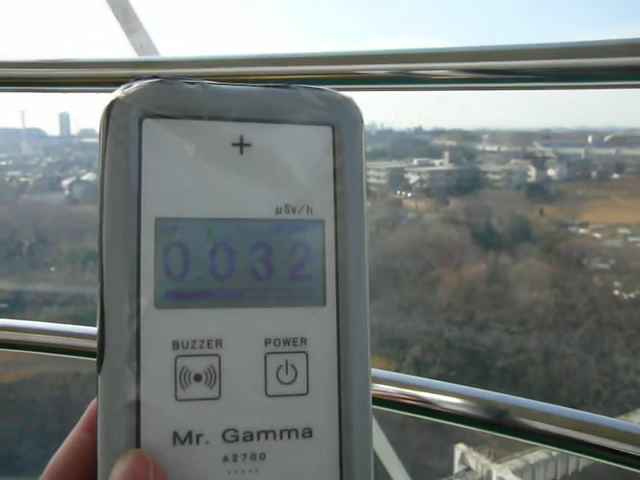 +
μSv/h
0.032
BUZZER POWER
Mr. Gamma
A2700